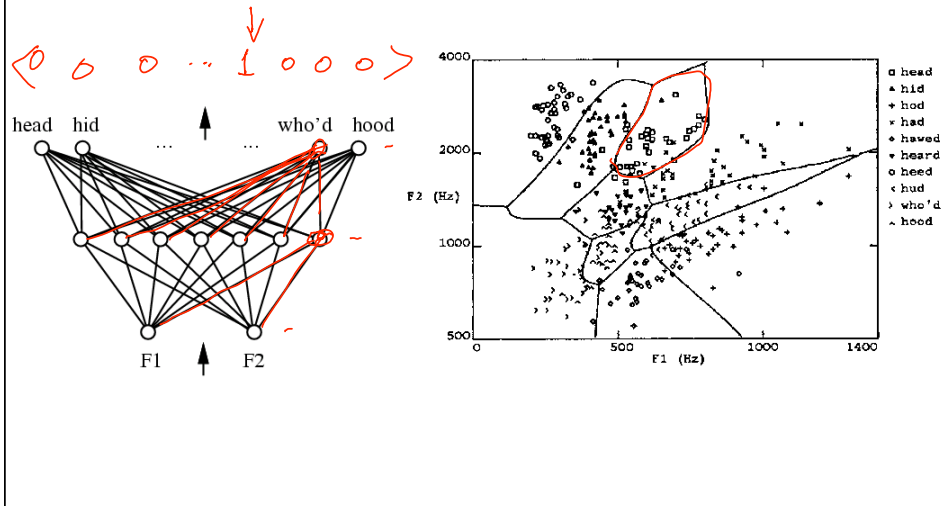 <0 0 0 ... 1 0 0 0>
head hid who'd hood
... ...
F1 F2
4000
2000
F2 (Hz)
1000
500
0 500 1000 1400
F1 (Hz)
head
hid
hod
had
hawed
heard
heed
hud
who'd
hood